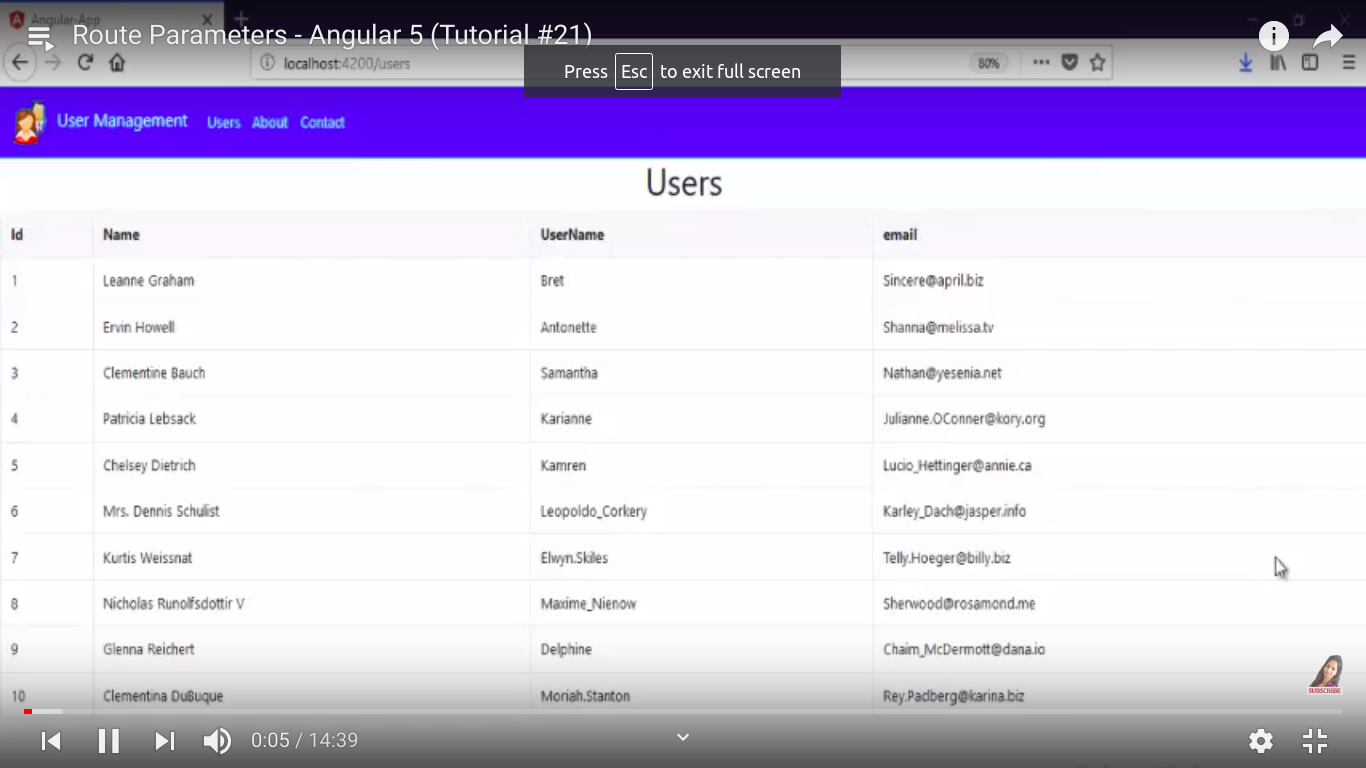 Angular-App
Route Parameters - Angular 5 (Tutorial #21)
localhost:4200/users
80%
Press Esc to exit full screen
User Management Users About Contact
Users
Id Name UserName email
1 Leanne Graham Bret Sincere@april.biz
2 Ervin Howell Antonette Shanna@melissa.tv
3 Clementine Bauch Samantha Nathan@yesenia.net
4 Patricia Lebsack Karianne Julianne.OConner@kory.org
5 Chelsey Dietrich Kamren Lucio_Hettinger@annie.ca
6 Mrs. Dennis Schulist Leopoldo_Corkery Karley_Dach@jasper.info
7 Kurtis Weissnat Elwyn.Skiles Telly.Hoeger@billy.biz
8 Nicholas Runolfsdottir V Maxime_Nienow Sherwood@rosamond.me
9 Glenna Reichert Delphine Chaim_McDermott@dana.io
10 Clementina DuBuque Moriah.Stanton Rey.Padberg@karina.biz
SUBSCRIBE
0:05 / 14:39